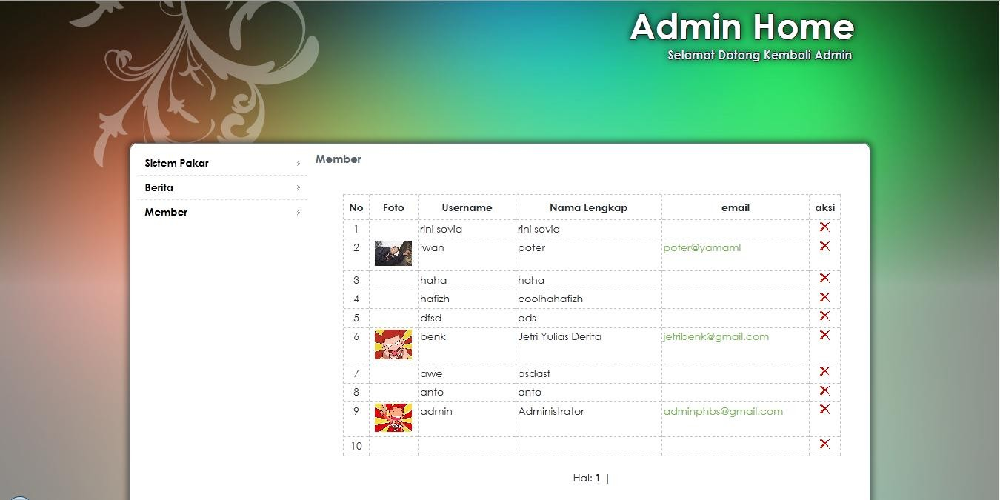 Admin Home
Selamat Datang Kembali Admin
Sistem Pakar
Berita
Member
Member
No Foto Username Nama Lengkap email aksi
1 rini sovia rini sovia
2 iwan poter poter@yamaml
3 haha haha
4 hafizh coolhahafizh
5 dfsd ads
6 benk Jefri Yulias Derita jefribenk@gmail.com
7 awe asdasf
8 anto anto
9 admin Administrator adminphbs@gmail.com
10
Hal: 1 |